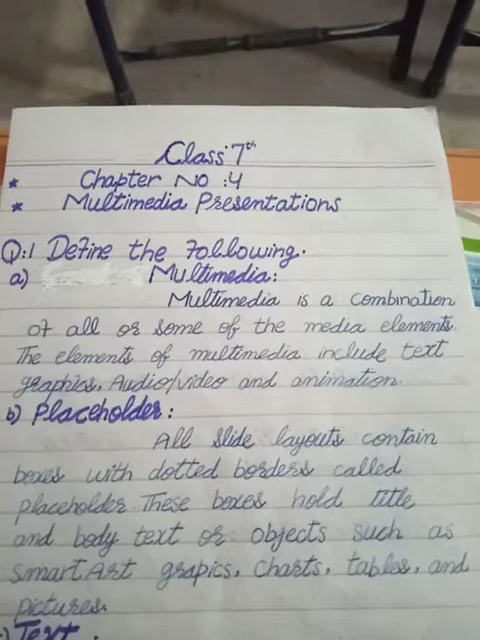 Class 7th
* Chapter No :4
* Multimedia Presentations
Q:1 Define the following.
a) Multimedia:
Multimedia is a combination
of all or some of the media elements.
The elements of multimedia include text
graphics, Audio/video and animation.
b) Placeholder:
All slide layouts contain
boxes with dotted borders called
placeholder. These boxes hold title
and body text or objects such as
smart Art grapics, charts, tables, and
pictures.
c) Text.